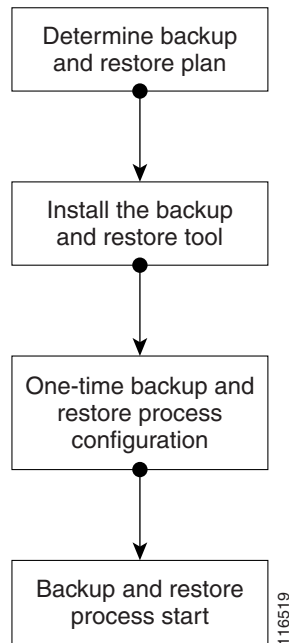 Determine backup
and restore plan
Install the backup
and restore tool
One-time backup and
restore process
configuration
Backup and restore
process start
116519